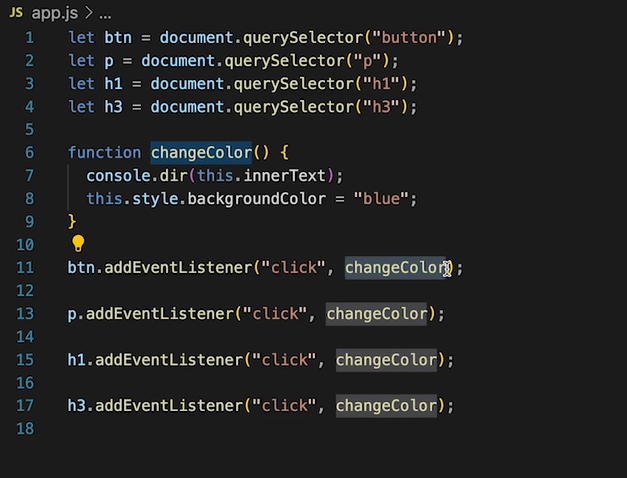 JS app.js > ...
1 let btn = document.querySelector("button");
2 let p = document.querySelector("p");
3 let h1 = document.querySelector("h1");
4 let h3 = document.querySelector("h3");
5
6 function changeColor() {
7 console.dir(this.innerText);
8 this.style.backgroundColor = "blue";
9 }
10
11 btn.addEventListener("click", changeColor);
12
13 p.addEventListener("click", changeColor);
14
15 h1.addEventListener("click", changeColor);
16
17 h3.addEventListener("click", changeColor);
18